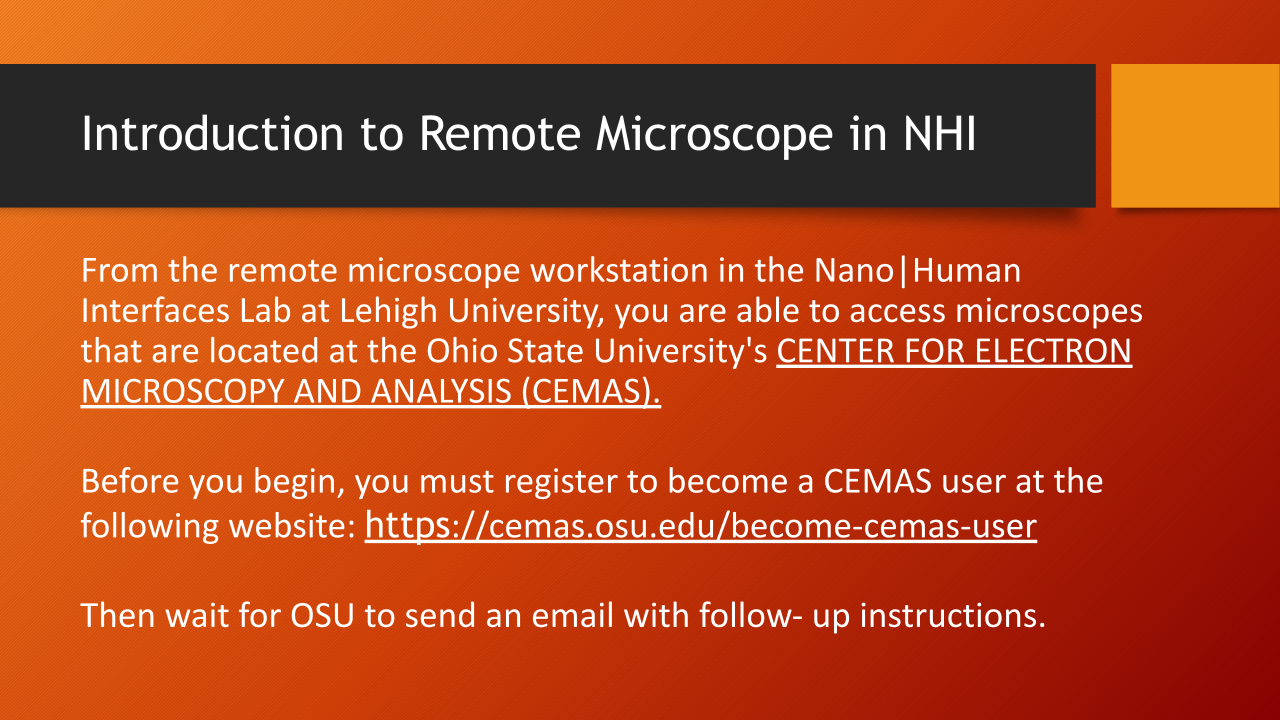 Introduction to Remote Microscope in NHI
From the remote microscope workstation in the Nano|Human
Interfaces Lab at Lehigh University, you are able to access microscopes
that are located at the Ohio State University's CENTER FOR ELECTRON
MICROSCOPY AND ANALYSIS (CEMAS).
Before you begin, you must register to become a CEMAS user at the
following website: https://cemas.osu.edu/become-cemas-user
Then wait for OSU to send an email with follow- up instructions.